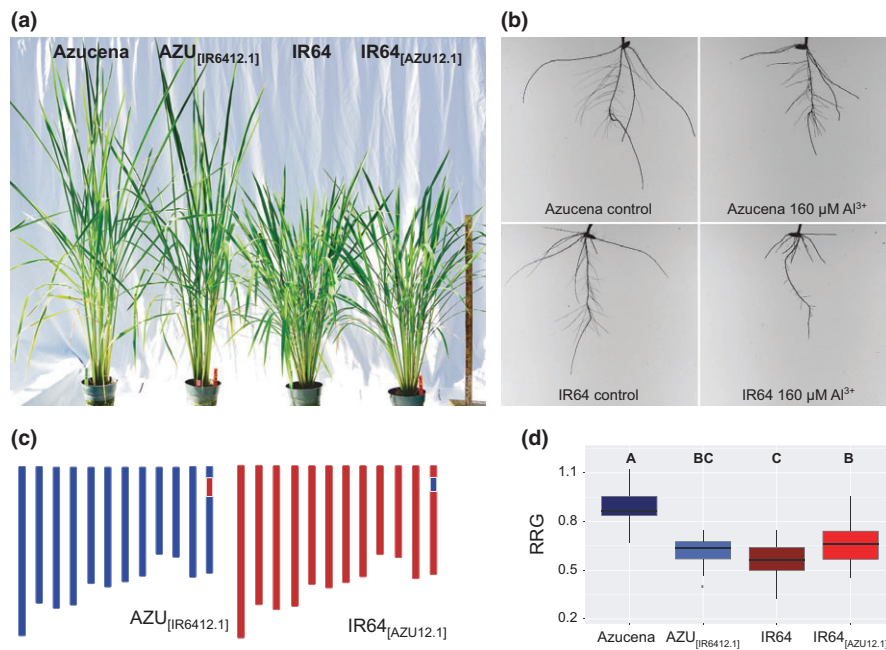 (a)
Azucena AZU[IR6412.1] IR64 IR64[AZU12.1]
(b)
Azucena control
Azucena 160 µM Al³⁺
IR64 control
IR64 160 µM Al³⁺
(c)
AZU[IR6412.1]
IR64[AZU12.1]
(d)
A BC C B
1.1
0.8
0.5
0.2
RRG
Azucena AZU[IR6412.1] IR64 IR64[AZU12.1]